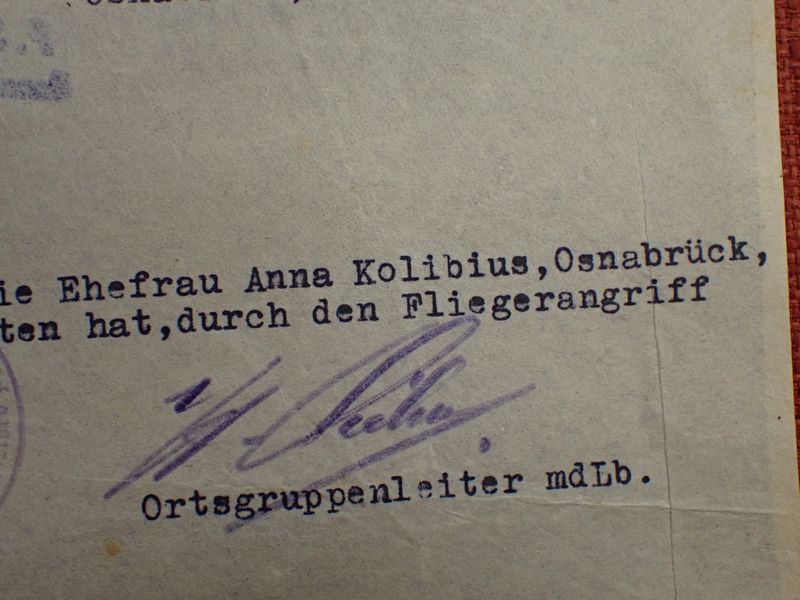 ie Ehefrau Anna Kolibius,Osnabrück,
ten hat,durch den Fliegerangriff
Ortsgruppenleiter mdLb.